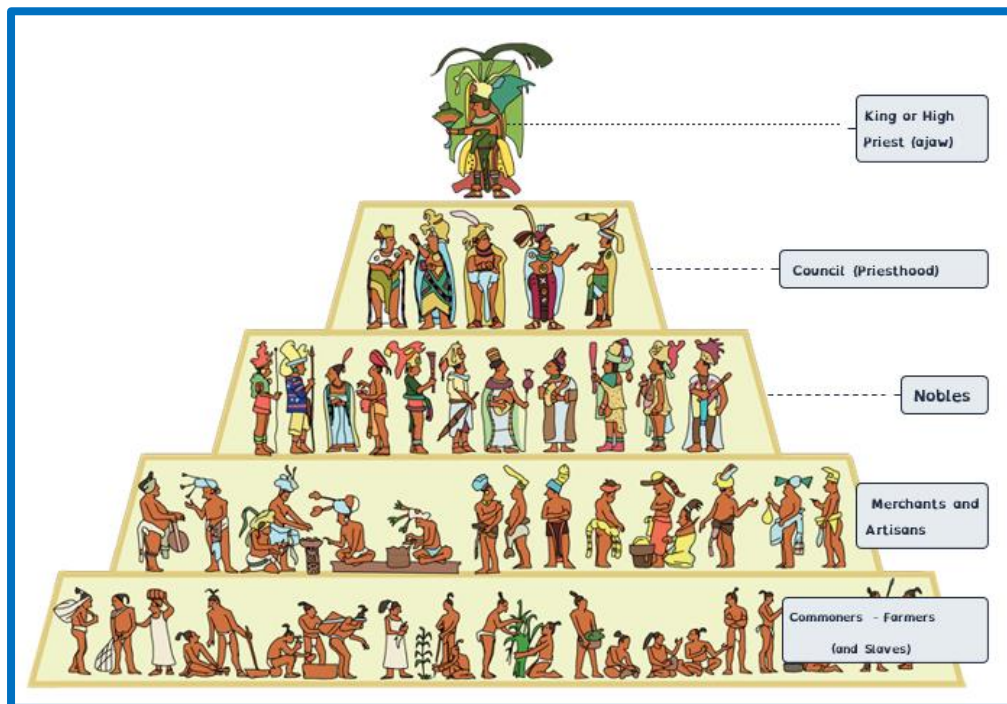 King or High
Priest (ajaw)
Council (Priesthood)
Nobles
Merchants and
Artisans
Commoners - Farmers
(and Slaves)